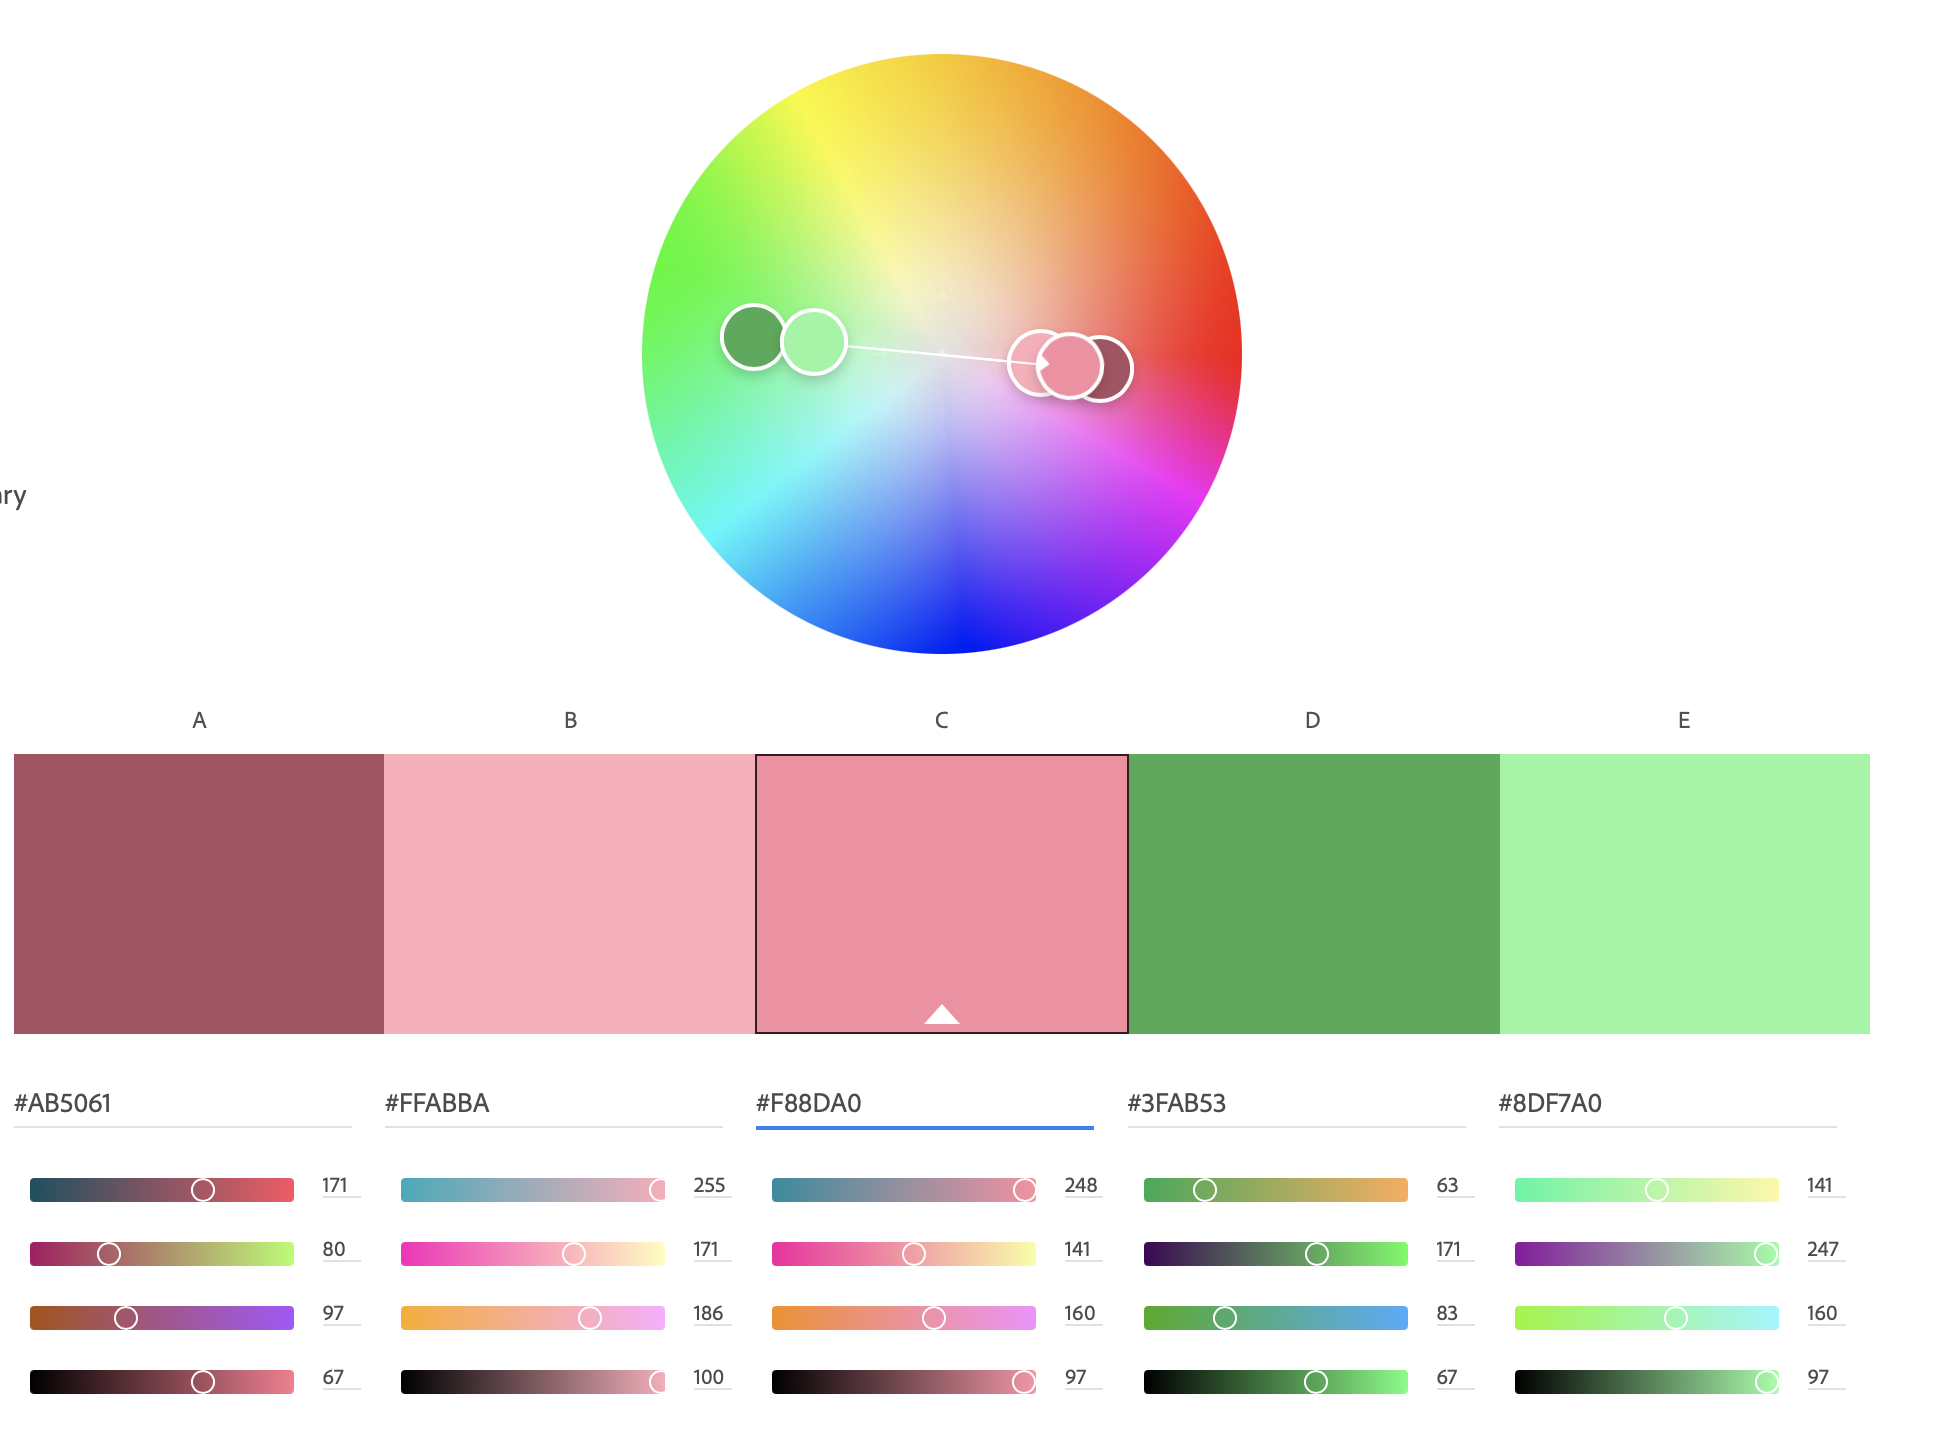 ary
A B C D E
#AB5061 #FFABBA #F88DA0 #3FAB53 #8DF7A0
171 255 248 63 141
80 171 141 171 247
97 186 160 83 160
67 100 97 67 97